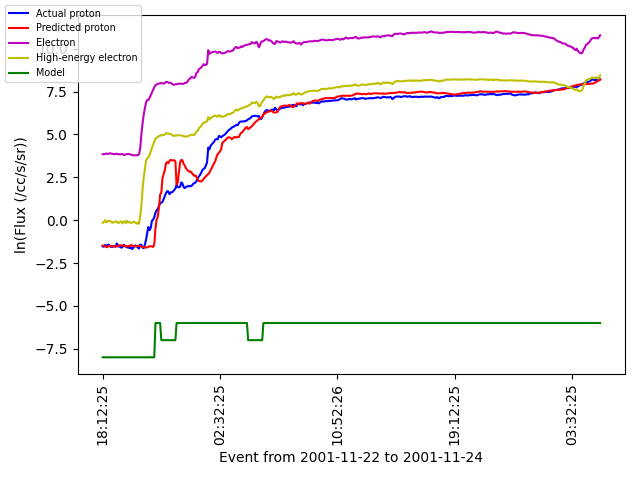 Actual proton
Predicted proton
Electron
High-energy electron
Model
10.0
7.5
5.0
2.5
0.0
−2.5
−5.0
−7.5
ln(Flux (/cc/s/sr))
18:12:25
02:32:25
10:52:26
19:12:25
03:32:25
Event from 2001-11-22 to 2001-11-24